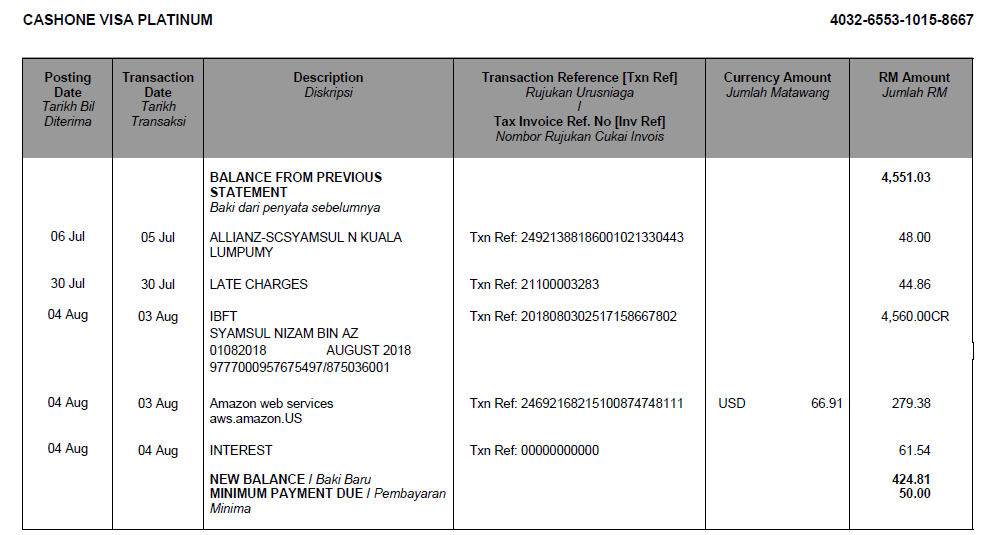 CASHONE VISA PLATINUM 4032-6553-1015-8667
Posting Date Tarikh Bil Diterima
Transaction Date Tarikh Transaksi
Description Diskripsi
Transaction Reference [Txn Ref] Rujukan Urusniaga / Tax Invoice Ref. No [Inv Ref] Nombor Rujukan Cukai Invois
Currency Amount Jumlah Matawang
RM Amount Jumlah RM
BALANCE FROM PREVIOUS 4,551.03
STATEMENT
Baki dari penyata sebelumnya
06 Jul 05 Jul ALLIANZ-SCSYAMSUL N KUALA Txn Ref: 24921388186001021330443 48.00
LUMPUMY
30 Jul 30 Jul LATE CHARGES Txn Ref: 21100003283 44.86
04 Aug 03 Aug IBFT Txn Ref: 2018080302517158667802 4,560.00CR
SYAMSUL NIZAM BIN AZ
01082018 AUGUST 2018
9777000957675497/875036001
04 Aug 03 Aug Amazon web services Txn Ref: 24692168215100874748111 USD 66.91 279.38
aws.amazon.US
04 Aug 04 Aug INTEREST Txn Ref: 00000000000 61.54
NEW BALANCE / Baki Baru 424.81
MINIMUM PAYMENT DUE / Pembayaran 50.00
Minima